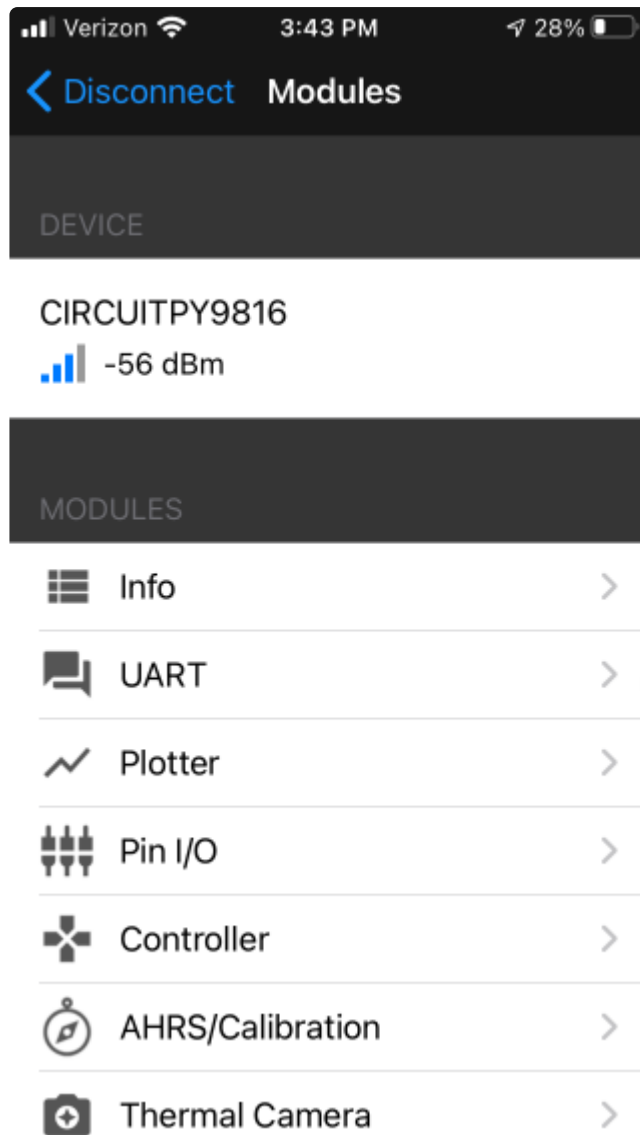 Verizon 3:43 PM 28%
Disconnect Modules
DEVICE
CIRCUITPY9816
-56 dBm
MODULES
Info
UART
Plotter
Pin I/O
Controller
AHRS/Calibration
Thermal Camera